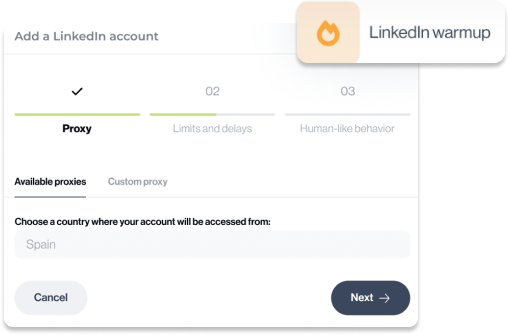 Add a LinkedIn account
LinkedIn warmup
02
03
Proxy
Limits and delays
Human-like behavior
Available proxies
Custom proxy
Choose a country where your account will be accessed from:
Spain
Cancel
Next →